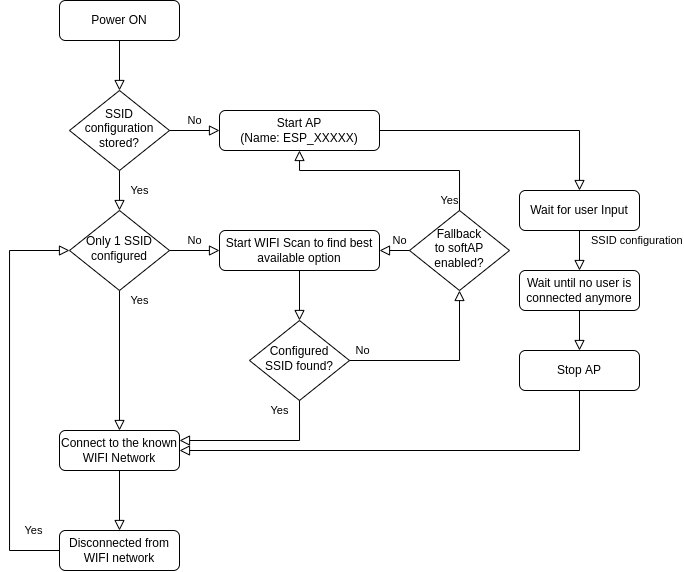 Power ON
SSID
configuration
stored?
No
Start AP
(Name: ESP_XXXXX)
Yes
Yes
Wait for user Input
Only 1 SSID
configured
No
Start WIFI Scan to find best
available option
No
Fallback
to softAP
enabled?
SSID configuration
Wait until no user is
connected anymore
Yes
Configured
SSID found?
No
Stop AP
Yes
Connect to the known
WIFI Network
Yes
Disconnected from
WIFI network